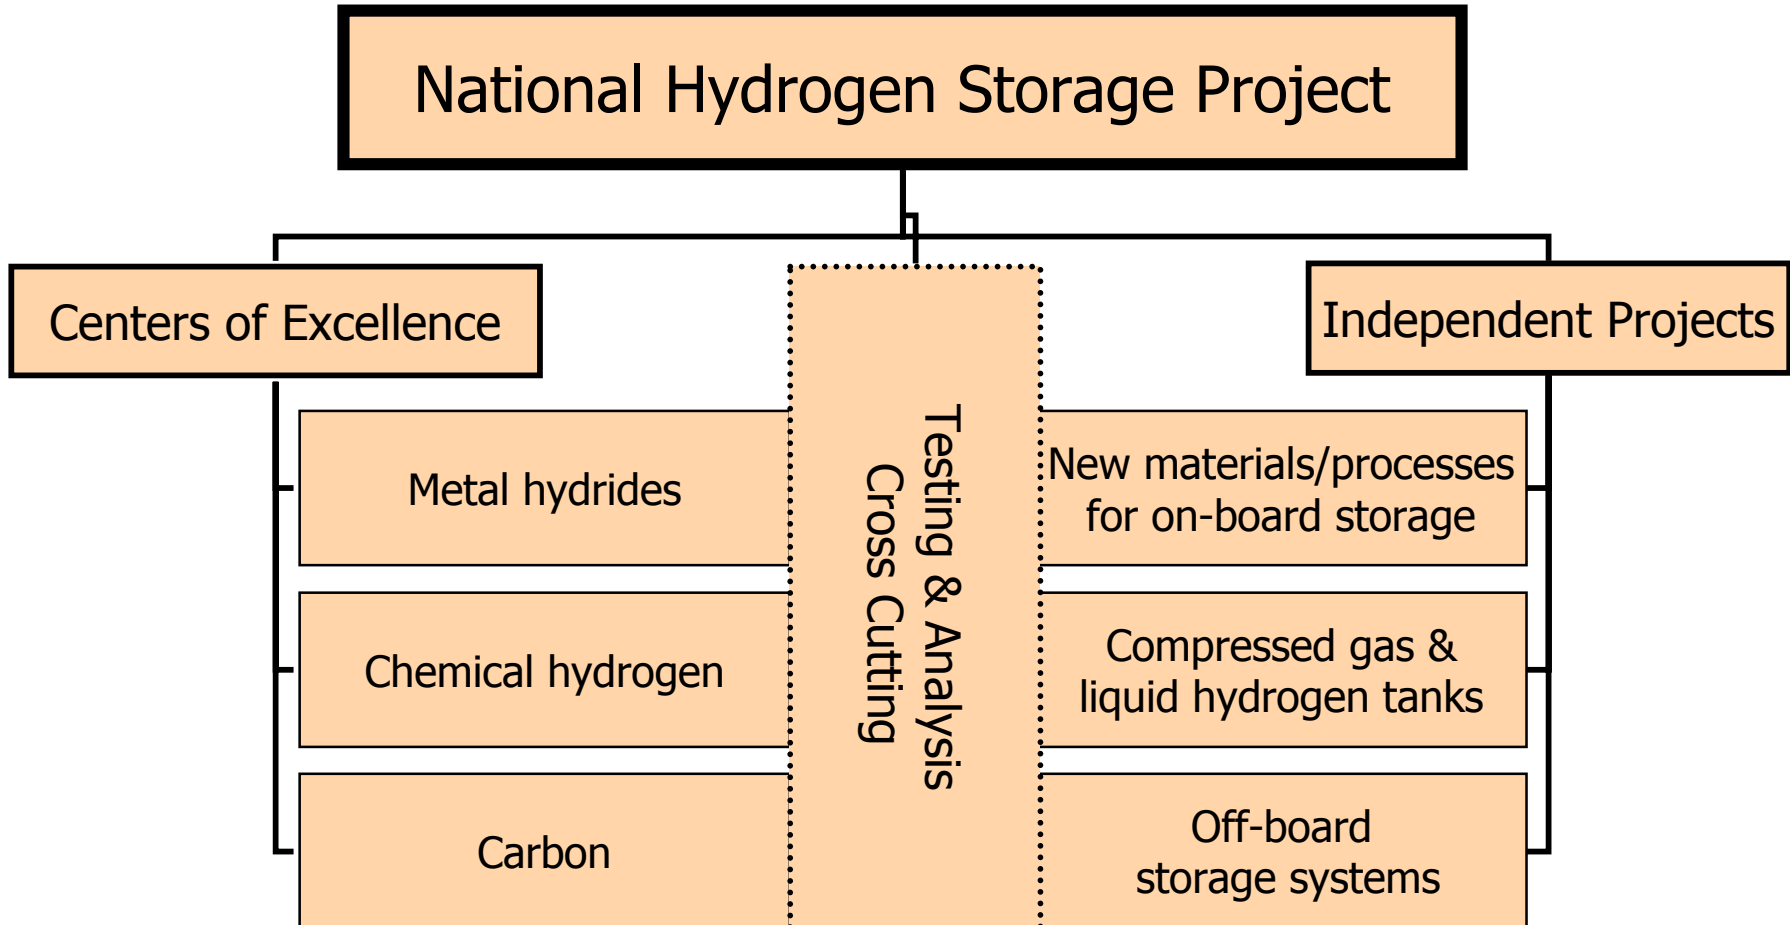 National Hydrogen Storage Project
Centers of Excellence
Independent Projects
Testing & Analysis
Cross Cutting
Metal hydrides
Chemical hydrogen
Carbon
New materials/processes
for on-board storage
Compressed gas &
liquid hydrogen tanks
Off-board
storage systems